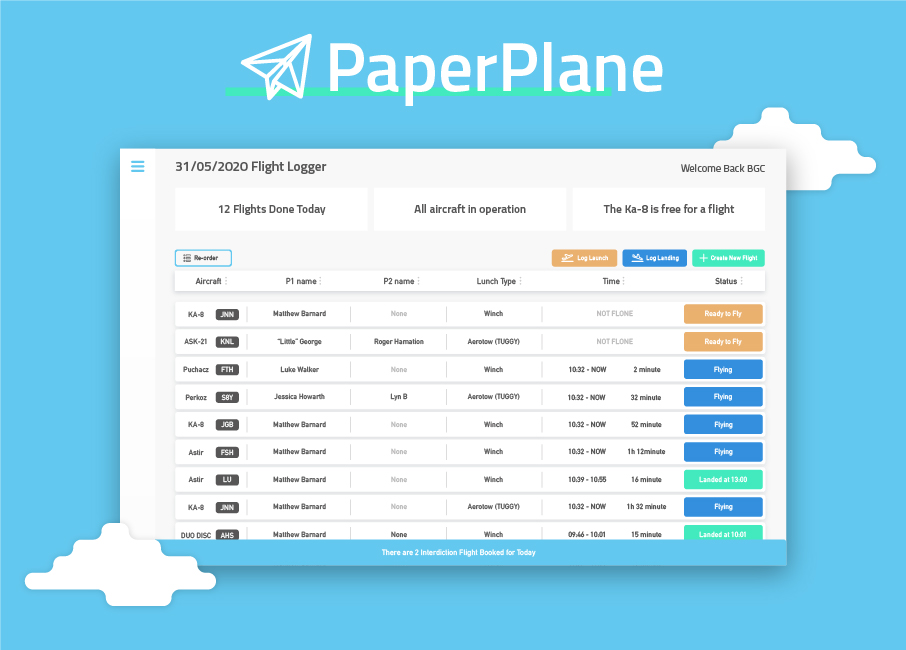 PaperPlane
31/05/2020 Flight Logger
Welcome Back BGC
12 Flights Done Today
All aircraft in operation
The Ka-8 is free for a flight
Re-order
Log Launch
Log Landing
Create New Flight
Aircraft P1 name P2 name Lunch Type Time Status
KA-8 JNN Matthew Barnard None Winch NOT FLONE Ready to Fly
ASK-21 KNL "Little" George Roger Hamation Aerotow (TUGGY) NOT FLONE Ready to Fly
Puchacz FTH Luke Walker None Winch 10:32 - NOW 2 minute Flying
Perkoz S8Y Jessica Howarth Lyn B Aerotow (TUGGY) 10:32 - NOW 32 minute Flying
KA-8 JGB Matthew Barnard None Winch 10:32 - NOW 52 minute Flying
Astir FSH Matthew Barnard None Winch 10:32 - NOW 1h 12minute Flying
Astir LU Matthew Barnard None Winch 10:39 - 10:55 16 minute Landed at 13:00
KA-8 JNN Matthew Barnard None Aerotow (TUGGY) 10:32 - NOW 1h 32 minute Flying
DUO DISC AHS Matthew Barnard None Winch 09:46 - 10:01 15 minute Landed at 10:01
There are 2 Interdiction Flight Booked for Today